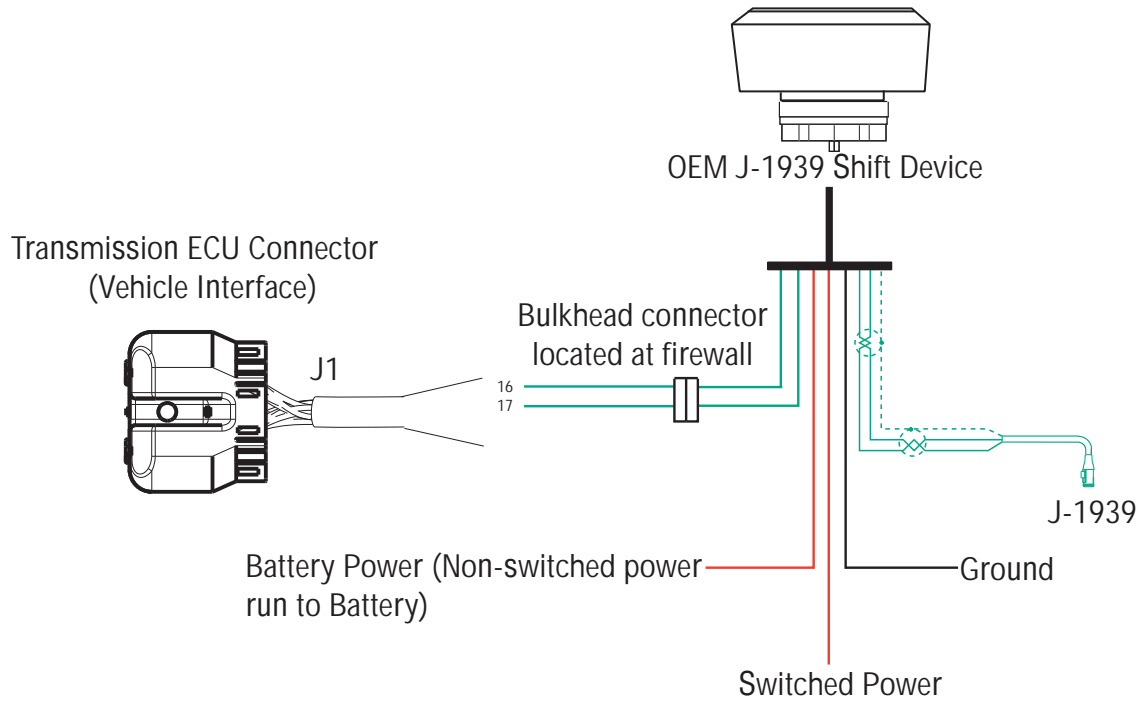 OEM J-1939 Shift Device
Transmission ECU Connector
(Vehicle Interface)
Bulkhead connector
located at firewall
J1
16
17
J-1939
Battery Power (Non-switched power
run to Battery)
Ground
Switched Power